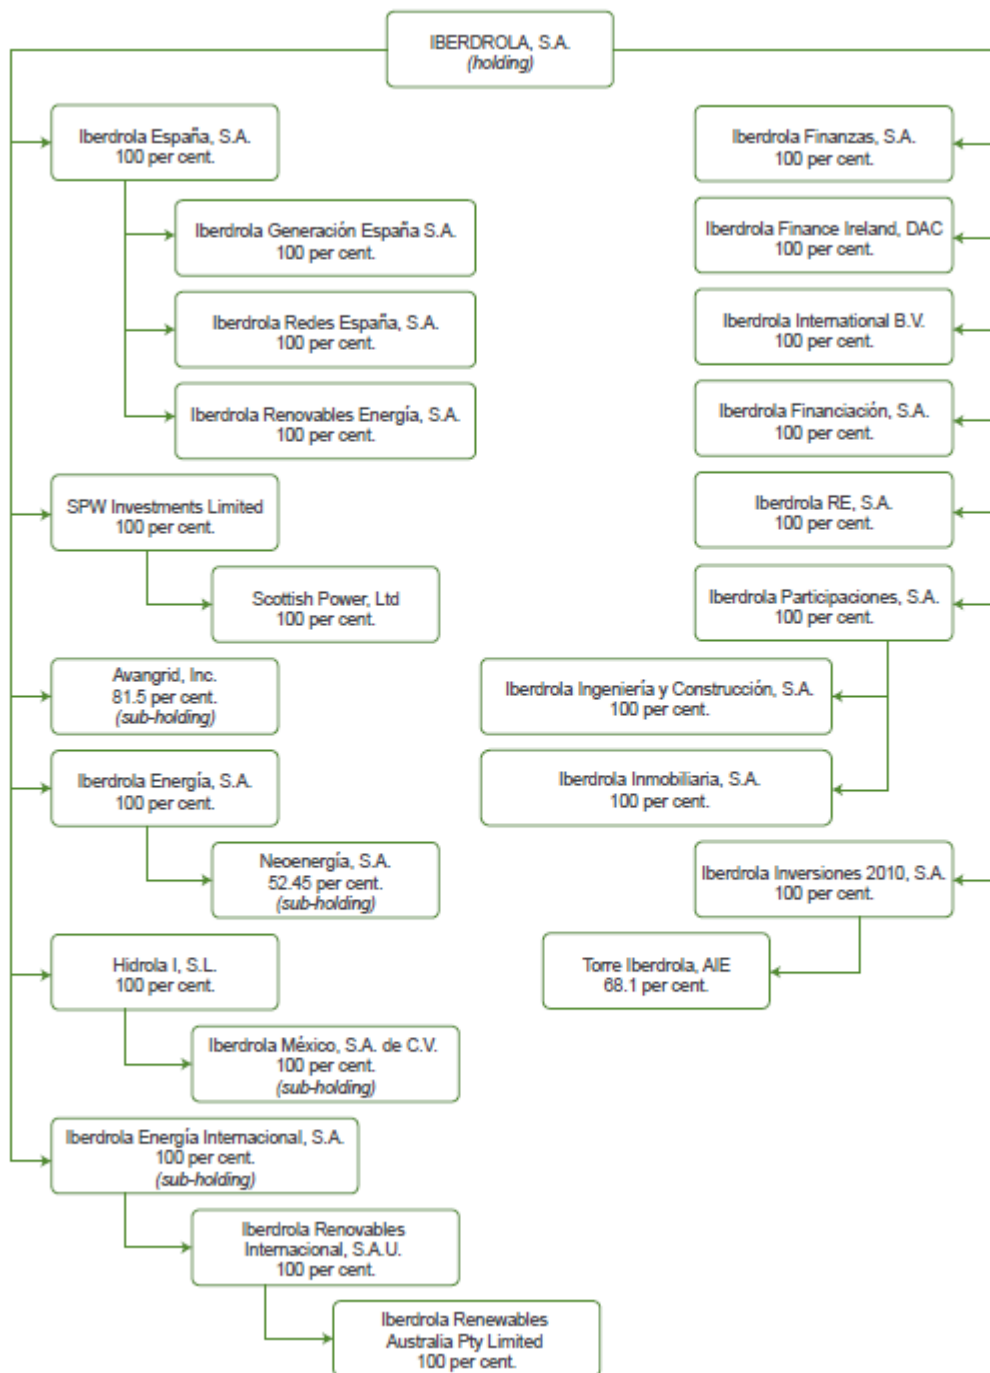 IBERDROLA, S.A.
(holding)
Iberdrola España, S.A.
100 per cent.
Iberdrola Generación España S.A.
100 per cent.
Iberdrola Redes España, S.A.
100 per cent.
Iberdrola Renovables Energía, S.A.
100 per cent.
SPW Investments Limited
100 per cent.
Scottish Power, Ltd
100 per cent.
Avangrid, Inc.
81.5 per cent.
(sub-holding)
Iberdrola Energía, S.A.
100 per cent.
Neoenergía, S.A.
52.45 per cent.
(sub-holding)
Hidrola I, S.L.
100 per cent.
Iberdrola México, S.A. de C.V.
100 per cent.
(sub-holding)
Iberdrola Energía Internacional, S.A.
100 per cent.
(sub-holding)
Iberdrola Renovables
Internacional, S.A.U.
100 per cent.
Iberdrola Renewables
Australia Pty Limited
100 per cent.
Iberdrola Finanzas, S.A.
100 per cent.
Iberdrola Finance Ireland, DAC
100 per cent.
Iberdrola International B.V.
100 per cent.
Iberdrola Financiación, S.A.
100 per cent.
Iberdrola RE, S.A.
100 per cent.
Iberdrola Participaciones, S.A.
100 per cent.
Iberdrola Ingeniería y Construcción, S.A.
100 per cent.
Iberdrola Inmobiliaria, S.A.
100 per cent.
Iberdrola Inversiones 2010, S.A.
100 per cent.
Torre Iberdrola, AIE
68.1 per cent.